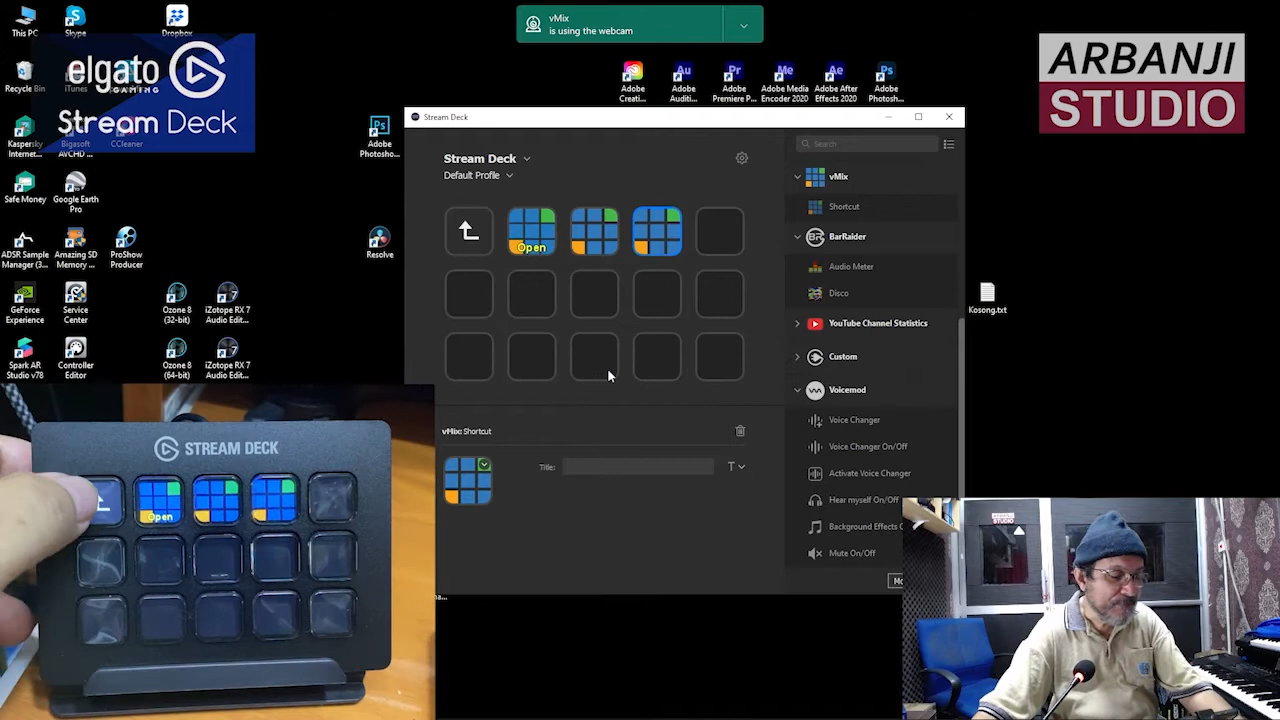 This PC
Skype
Dropbox
elgato
GAMING
Stream Deck
Recycle Bin
iTunes
Kaspersky
Internet...
Bigasoft
AVCHD ...
CCleaner
Safe Money
Google Earth
Pro
ADSR Sample
Manager (3...
Amazing SD
Memory ...
ProShow
Producer
GeForce
Experience
Service
Center
Ozone 8
(32-bit)
iZotope RX 7
Audio Edit...
Spark AR
Studio v78
Controller
Editor
Ozone 8
(64-bit)
iZotope RX 7
Audio Edit...
Adobe
Photosho...
Resolve
vMix
is using the webcam
Adobe
Creati...
Adobe
Auditi...
Adobe
Premiere P...
Adobe Media
Encoder 2020
Adobe After
Effects 2020
Adobe
Photosh...
ARBANJI
STUDIO
Kosong.txt
Stream Deck
Stream Deck
Default Profile
Open
vMix: Shortcut
Title:
Search
vMix
Shortcut
BarRaider
Audio Meter
Disco
YouTube Channel Statistics
Custom
Voicemod
Voice Changer
Voice Changer On/Off
Activate Voice Changer
Hear myself On/Off
Background Effects
Mute On/Off
STREAM DECK
Open